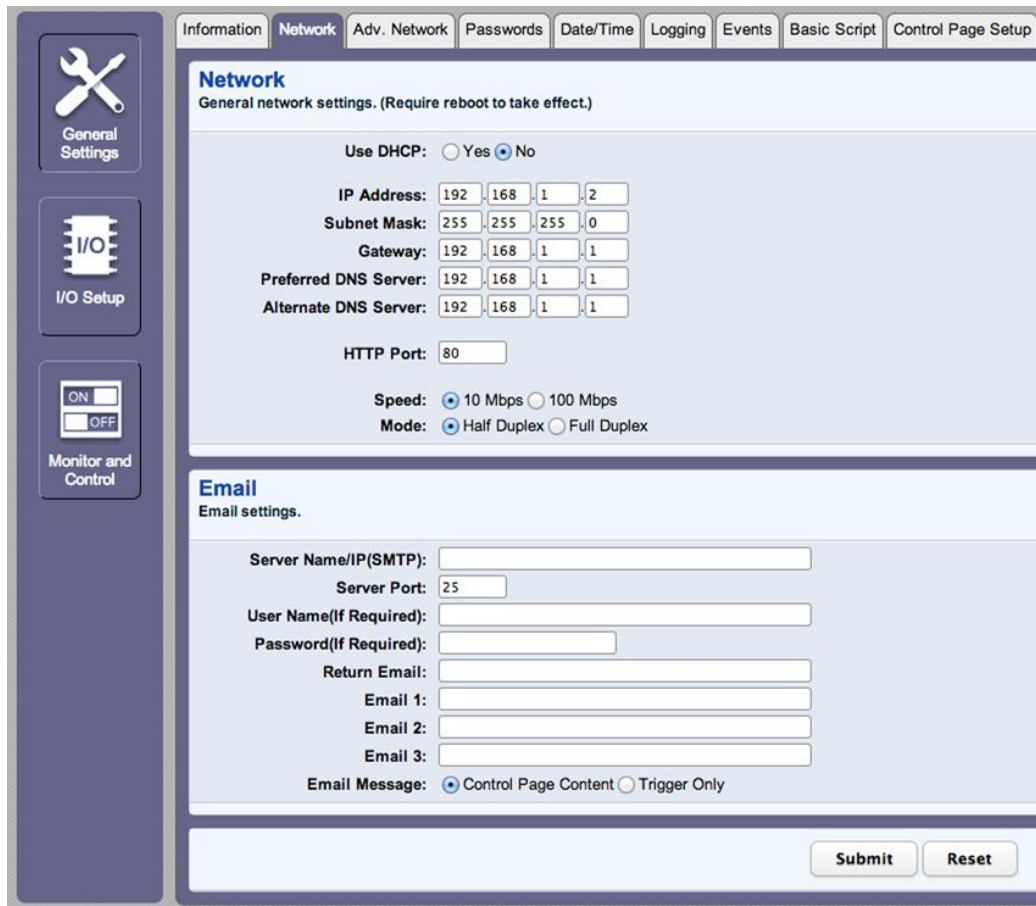 Information Network Adv. Network Passwords Date/Time Logging Events Basic Script Control Page Setup
General
Settings
I/O
I/O Setup
ON
OFF
Monitor and
Control
Network
General network settings. (Require reboot to take effect.)
Use DHCP: Yes No
IP Address: 192 . 168 . 1 . 2
Subnet Mask: 255 . 255 . 255 . 0
Gateway: 192 . 168 . 1 . 1
Preferred DNS Server: 192 . 168 . 1 . 1
Alternate DNS Server: 192 . 168 . 1 . 1
HTTP Port: 80
Speed: 10 Mbps 100 Mbps
Mode: Half Duplex Full Duplex
Email
Email settings.
Server Name/IP(SMTP):
Server Port: 25
User Name(If Required):
Password(If Required):
Return Email:
Email 1:
Email 2:
Email 3:
Email Message: Control Page Content Trigger Only
Submit Reset